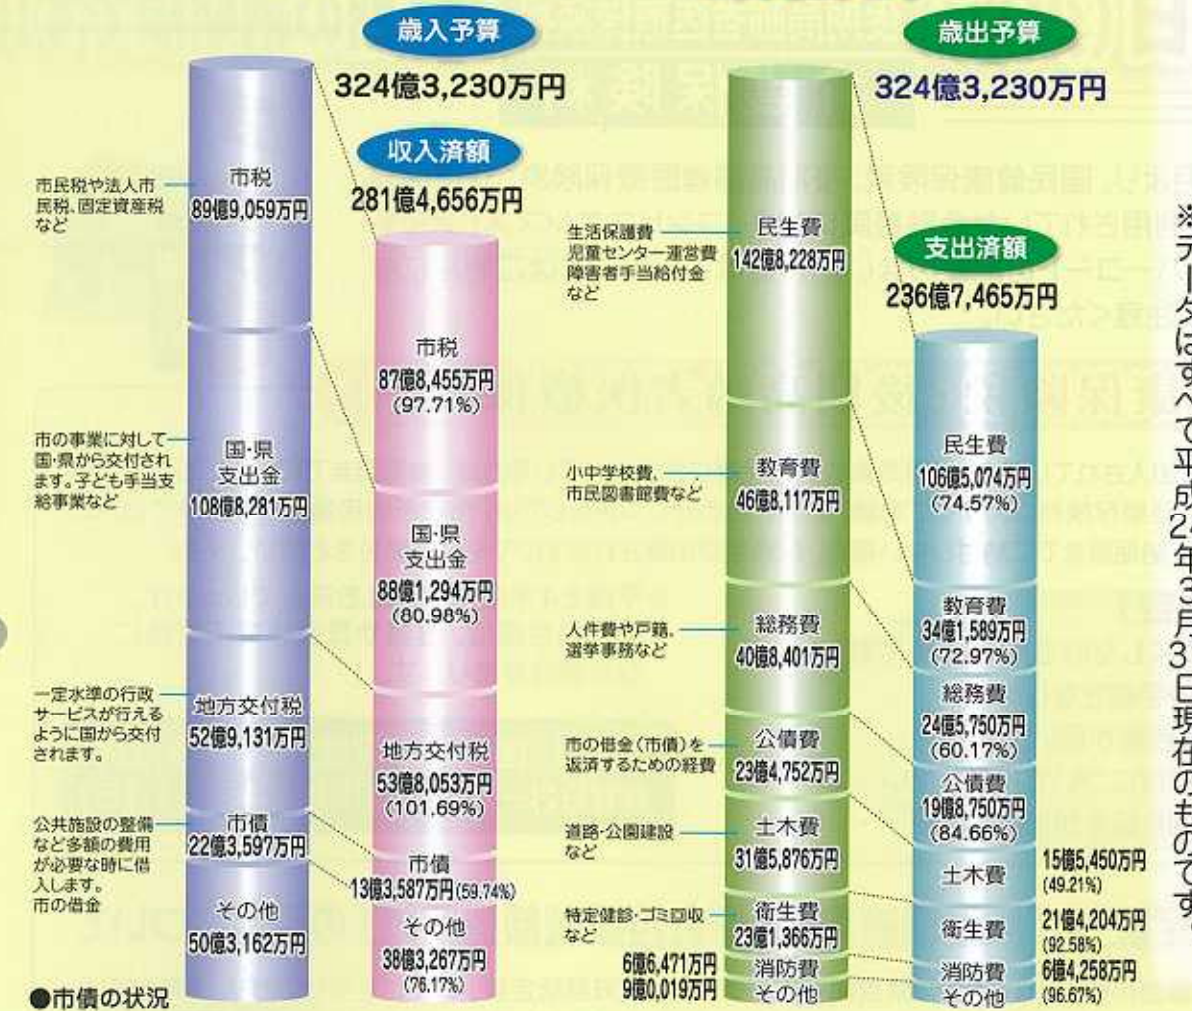 歳入予算
324億3,230万円
収入済額
281億4,656万円
市民税や法人市
民税、固定資産税
など
市税
89億9,059万円
市の事業に対して
国・県から交付され
ます。子ども手当支
給事業など
国・県
支出金
108億8,281万円
一定水準の行政
サービスが行える
ように国から交付
されます。
地方交付税
52億9,131万円
公共施設の整備
など多額の費用
が必要な時に借
入します。
市の借金
市債
22億3,597万円
その他
50億3,162万円
市税
87億8,455万円
(97.71%)
国・県
支出金
88億1,294万円
(80.98%)
地方交付税
53億8,053万円
(101.69%)
市債
13億3,587万円(59.74%)
その他
38億3,267万円
(76.17%)
●市債の状況
歳出予算
324億3,230万円
支出済額
236億7,465万円
生活保護費
児童センター運営費
障害者手当給付金
など
民生費
142億8,228万円
小中学校費、
市民図書館費など
教育費
46億8,117万円
人件費や戸籍、
選挙事務など
総務費
40億8,401万円
市の借金(市債)を
返済するための経費
公債費
23億4,752万円
道路・公園建設
など
土木費
31億5,876万円
特定健診・ゴミ回収
など
衛生費
23億1,366万円
6億6,471万円
消防費
9億0,019万円
その他
民生費
106億5,074万円
(74.57%)
教育費
34億1,589万円
(72.97%)
総務費
24億5,750万円
(60.17%)
公債費
19億8,750万円
(84.66%)
土木費
15億5,450万円
(49.21%)
衛生費
21億4,204万円
(92.58%)
消防費
6億4,258万円
(96.67%)
その他
※データはすべて平成24年3月31日現在のものです。